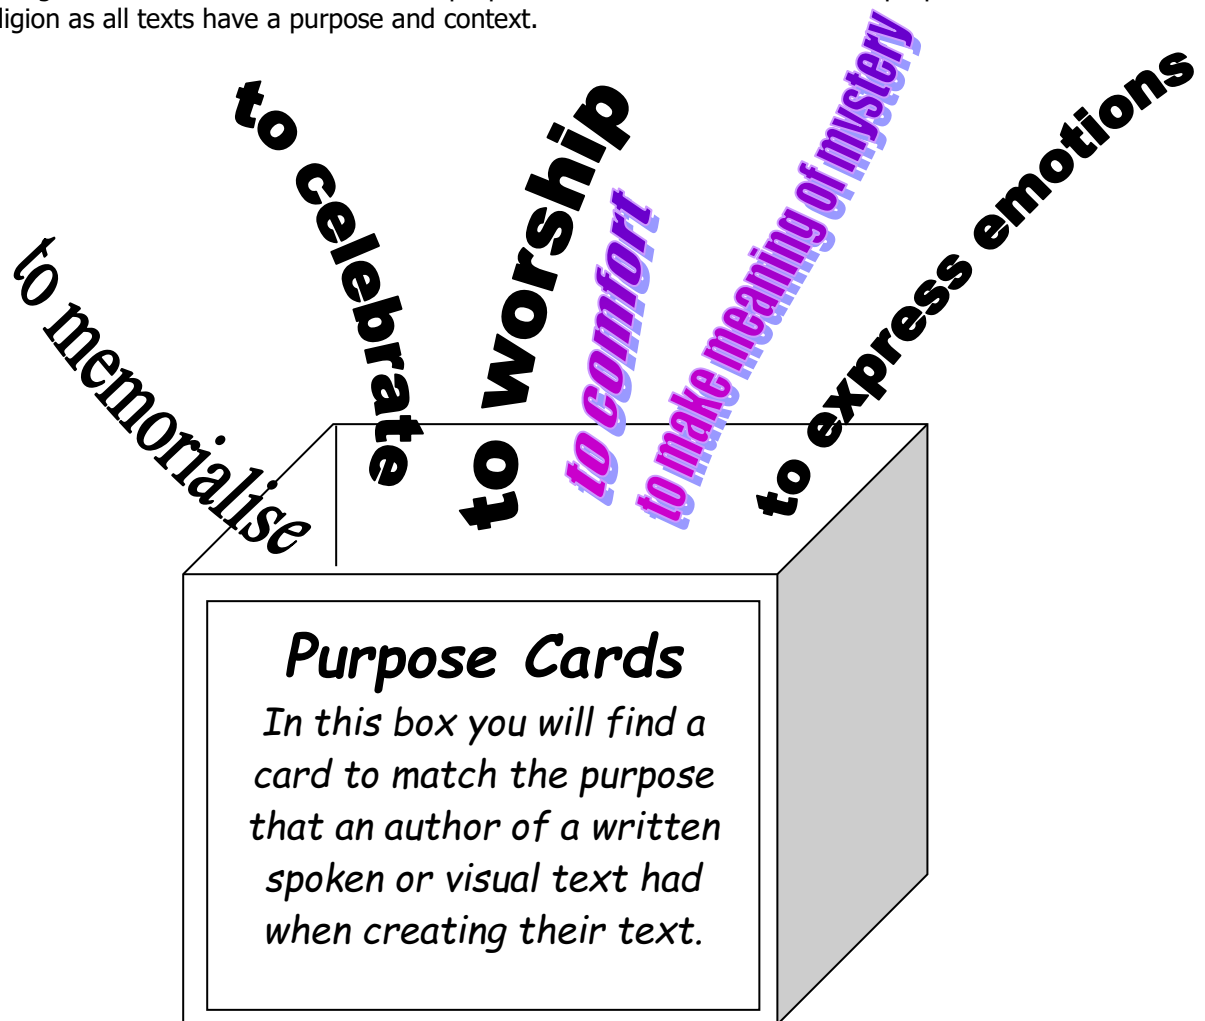 ligion as all texts have a purpose and context.
to memorialise
to celebrate
to worship
to comfort
to make meaning of mystery
to express emotions
Purpose Cards
In this box you will find a
card to match the purpose
that an author of a written
spoken or visual text had
when creating their text.